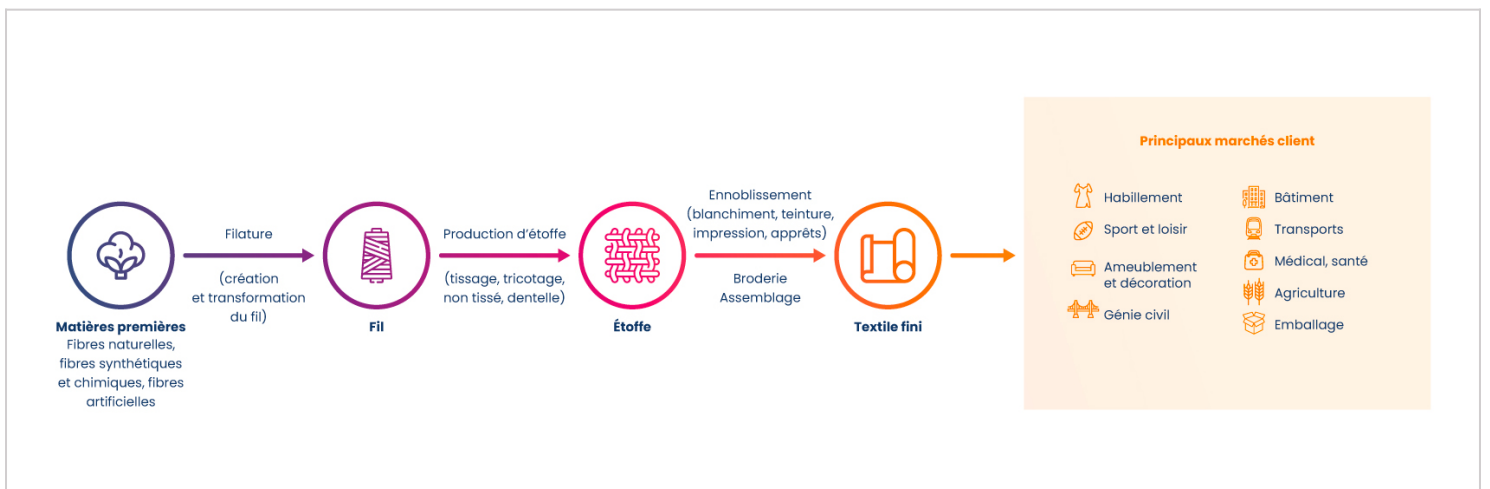 Matières premières
Fibres naturelles,
fibres synthétiques
et chimiques, fibres
artificielles
Filature
(création
et transformation
du fil)
Fil
Production d'étoffe
(tissage, tricotage,
non tissé, dentelle)
Étoffe
Ennoblissement
(blanchiment, teinture,
impression, apprêts)
Broderie
Assemblage
Textile fini
Principaux marchés client
Habillement
Sport et loisir
Ameublement
et décoration
Génie civil
Bâtiment
Transports
Médical, santé
Agriculture
Emballage